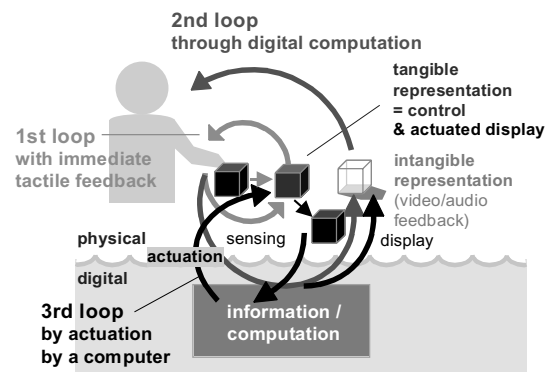 2nd loop
through digital computation
tangible
representation
= control
& actuated display
1st loop
with immediate
tactile feedback
intangible
representation
(video/audio
feedback)
physical
sensing
display
actuation
digital
3rd loop
by actuation
by a computer
information /
computation